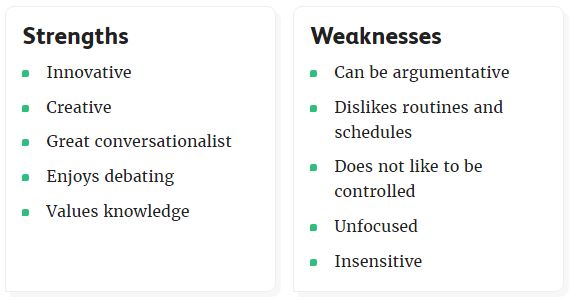 Strengths
Innovative
Creative
Great conversationalist
Enjoys debating
Values knowledge
Weaknesses
Can be argumentative
Dislikes routines and
schedules
Does not like to be
controlled
Unfocused
Insensitive